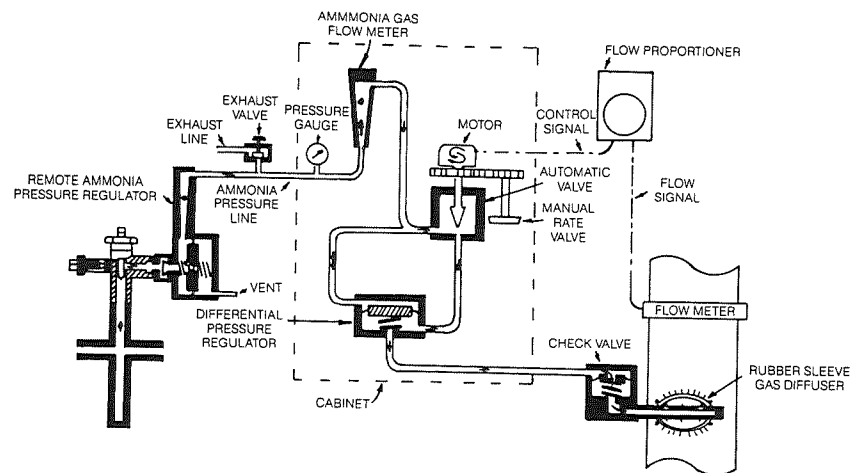 AMMMONIA GAS
FLOW METER
FLOW PROPORTIONER
EXHAUST
VALVE
EXHAUST
LINE
PRESSURE
GAUGE
MOTOR
CONTROL
SIGNAL
REMOTE AMMONIA
PRESSURE REGULATOR
AMMONIA
PRESSURE
LINE
AUTOMATIC
VALVE
MANUAL
RATE
VALVE
FLOW
SIGNAL
VENT
DIFFERENTIAL
PRESSURE
REGULATOR
FLOW METER
CHECK VALVE
RUBBER SLEEVE
GAS DIFFUSER
CABINET